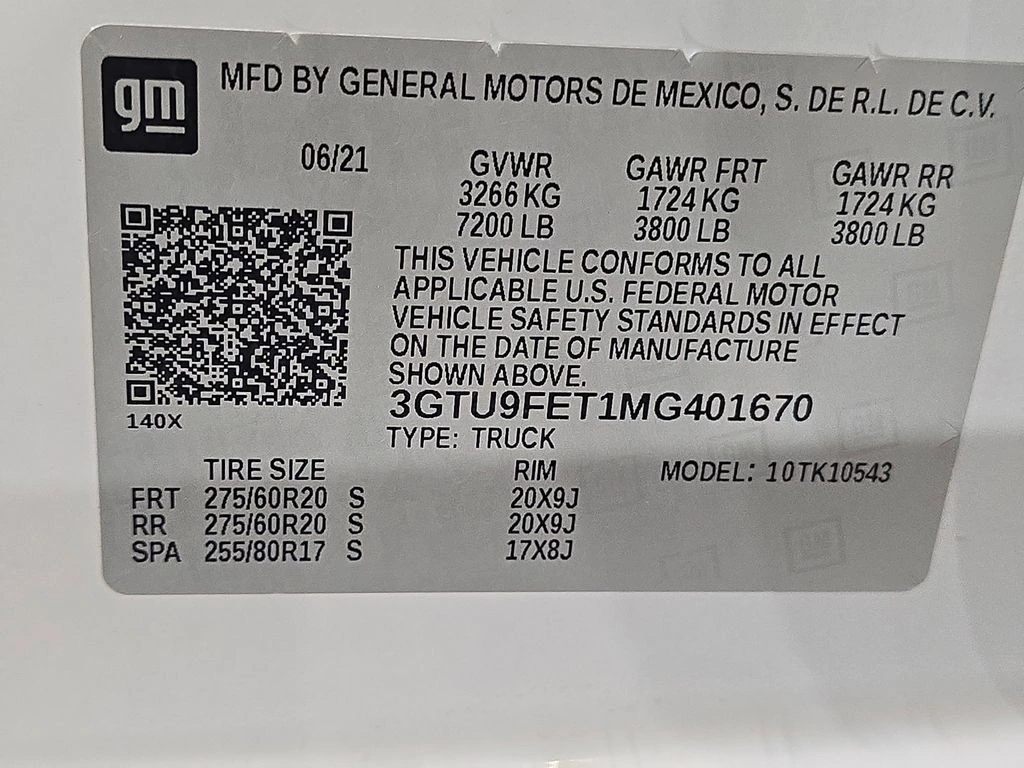 gm
MFD BY GENERAL MOTORS DE MEXICO, S. DE R.L. DE C.V.
06/21 GVWR GAWR FRT GAWR RR
3266 KG 1724 KG 1724 KG
7200 LB 3800 LB 3800 LB
THIS VEHICLE CONFORMS TO ALL
APPLICABLE U.S. FEDERAL MOTOR
VEHICLE SAFETY STANDARDS IN EFFECT
ON THE DATE OF MANUFACTURE
SHOWN ABOVE.
3GTU9FET1MG401670
140X
TYPE: TRUCK
TIRE SIZE RIM MODEL: 10TK10543
FRT 275/60R20 S 20X9J
RR 275/60R20 S 20X9J
SPA 255/80R17 S 17X8J